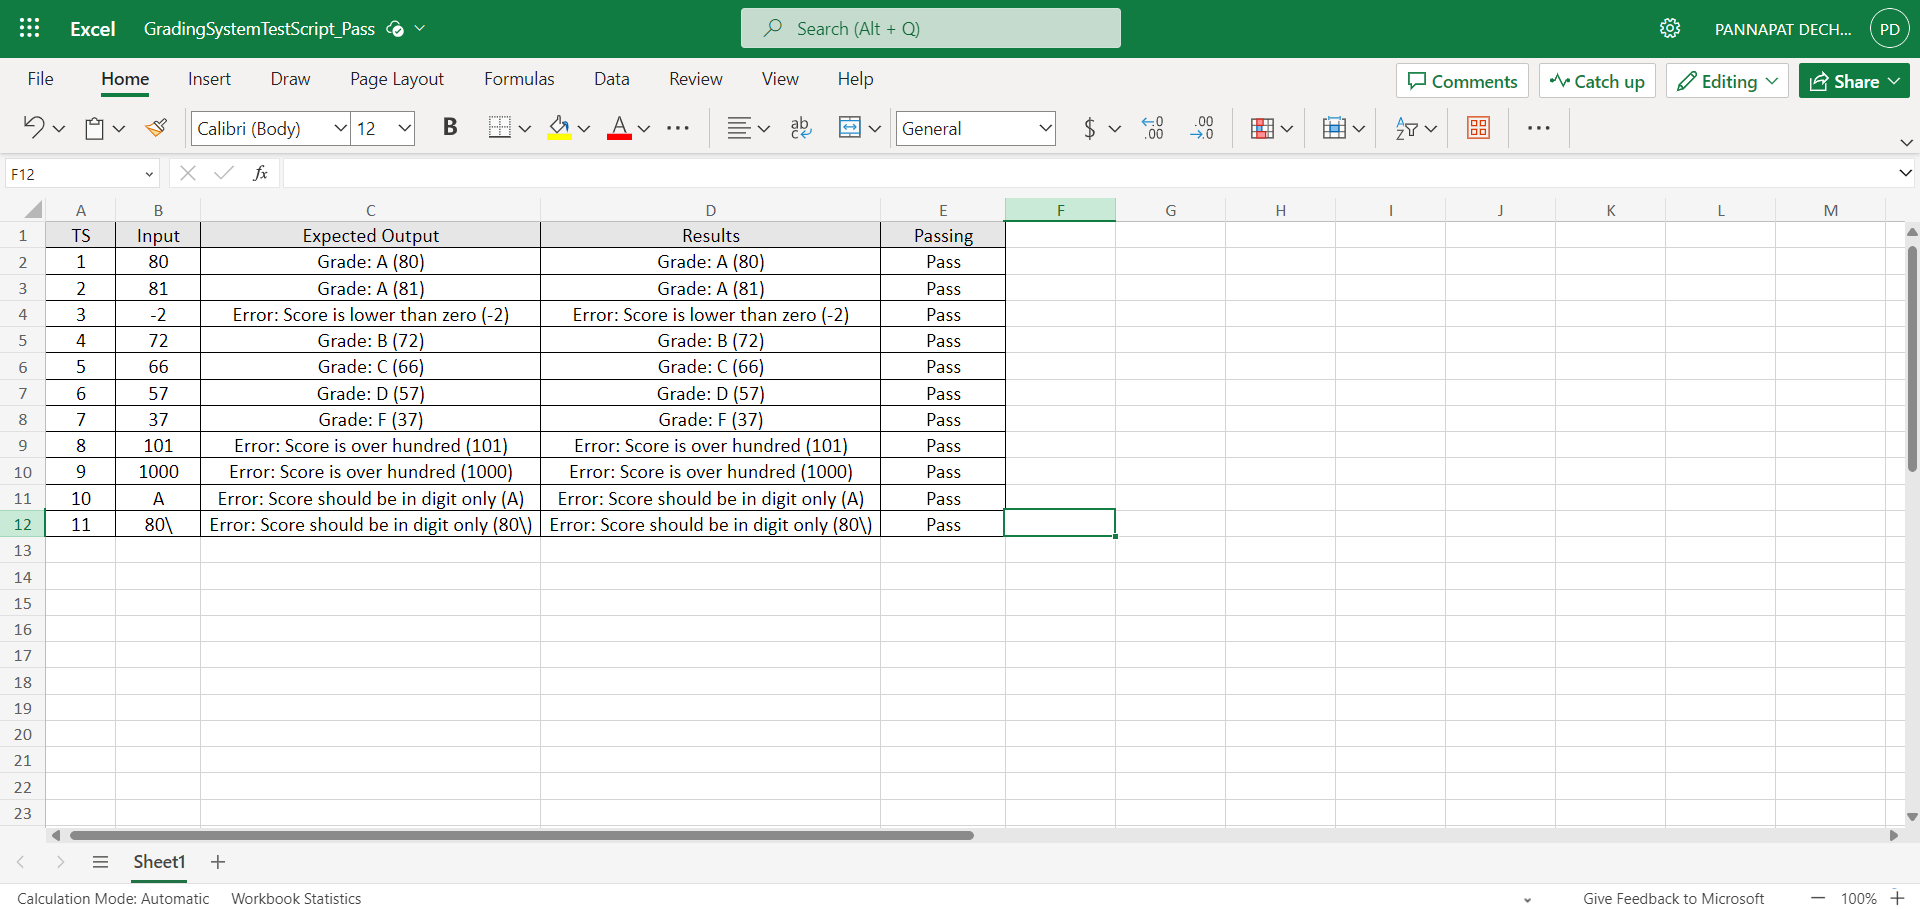 Excel GradingSystemTestScript_Pass Search (Alt + Q) PANNAPAT DECH... PD
File Home Insert Draw Page Layout Formulas Data Review View Help Comments Catch up Editing Share
Calibri (Body) 12 B A ab General $ .00 .00
F12 fx
A B C D E F G H I J K L M
1 TS Input Expected Output Results Passing
2 1 80 Grade: A (80) Grade: A (80) Pass
3 2 81 Grade: A (81) Grade: A (81) Pass
4 3 -2 Error: Score is lower than zero (-2) Error: Score is lower than zero (-2) Pass
5 4 72 Grade: B (72) Grade: B (72) Pass
6 5 66 Grade: C (66) Grade: C (66) Pass
7 6 57 Grade: D (57) Grade: D (57) Pass
8 7 37 Grade: F (37) Grade: F (37) Pass
9 8 101 Error: Score is over hundred (101) Error: Score is over hundred (101) Pass
10 9 1000 Error: Score is over hundred (1000) Error: Score is over hundred (1000) Pass
11 10 A Error: Score should be in digit only (A) Error: Score should be in digit only (A) Pass
12 11 80\ Error: Score should be in digit only (80\) Error: Score should be in digit only (80\) Pass
13
14
15
16
17
18
19
20
21
22
23
Sheet1
Calculation Mode: Automatic Workbook Statistics Give Feedback to Microsoft 100%